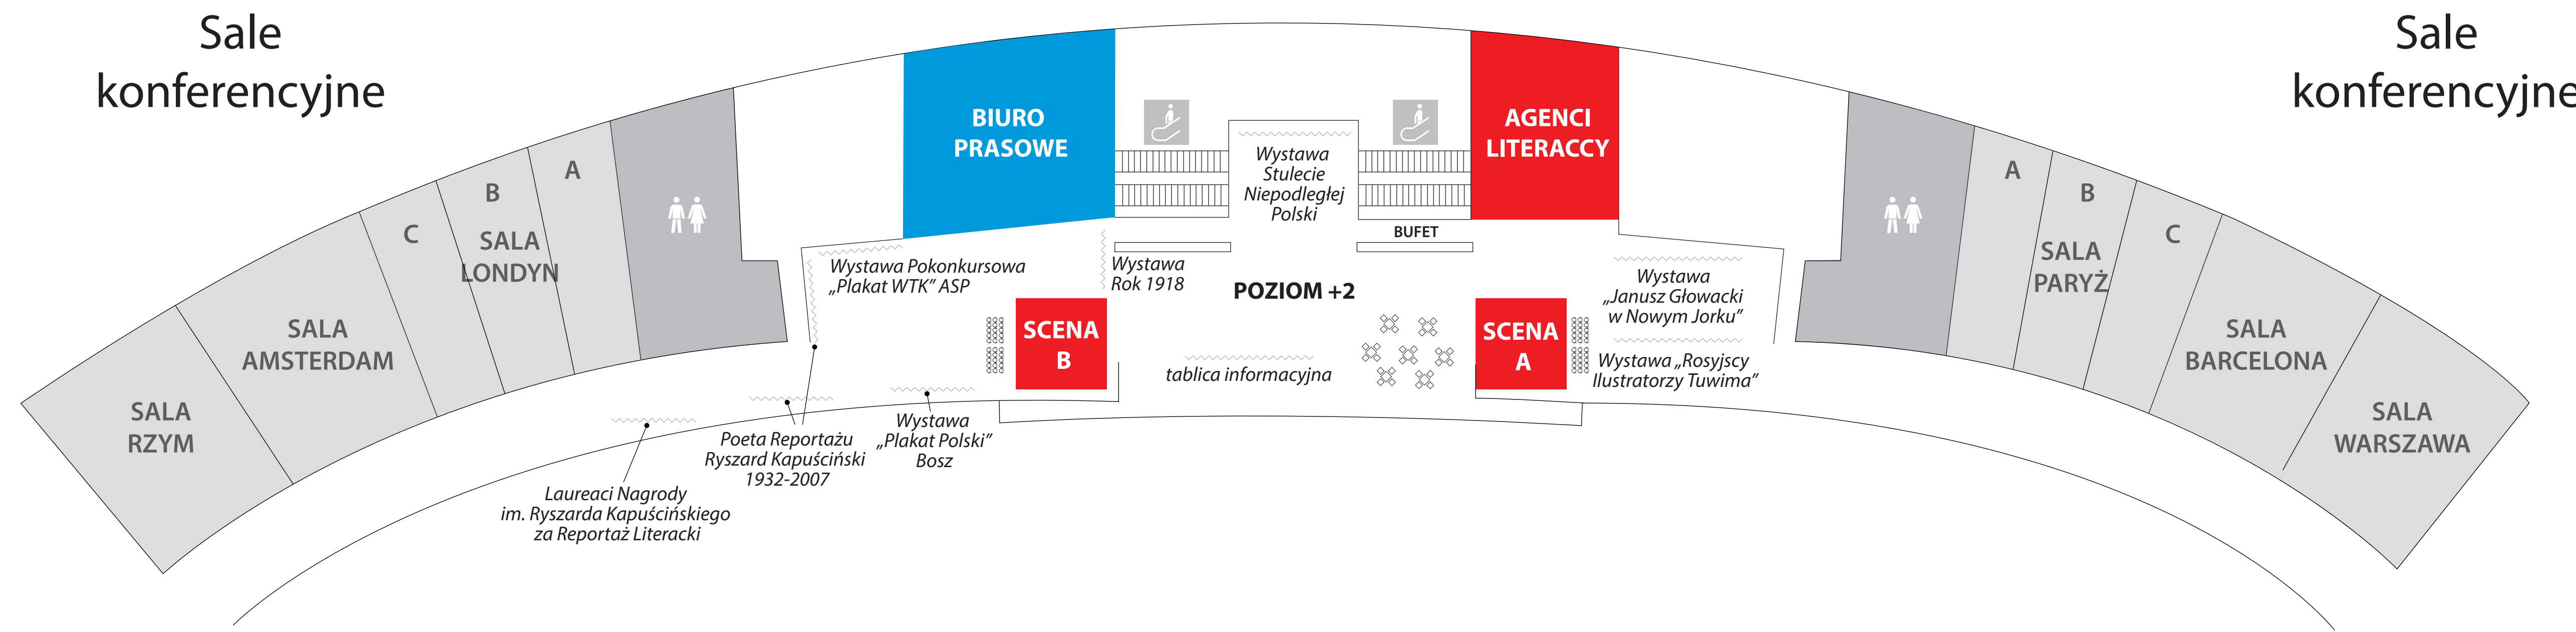 Sale
konferencyjne
Sale
konferencyjne
BIURO
PRASOWE
AGENCI
LITERACCY
Wystawa
Stulecie
Niepodległej
Polski
BUFET
A
B
C
SALA
LONDYN
SALA
AMSTERDAM
SALA
RZYM
Wystawa Pokonkursowa
„Plakat WTK” ASP
Wystawa
Rok 1918
POZIOM +2
SCENA
B
SCENA
A
tablica informacyjna
Wystawa
„Janusz Głowacki
w Nowym Jorku”
Wystawa „Rosyjscy
Ilustratorzy Tuwima”
A
B
C
SALA
PARYŻ
SALA
BARCELONA
SALA
WARSZAWA
Wystawa
„Plakat Polski”
Bosz
Poeta Reportażu
Ryszard Kapuściński
1932-2007
Laureaci Nagrody
im. Ryszarda Kapuścińskiego
za Reportaż Literacki